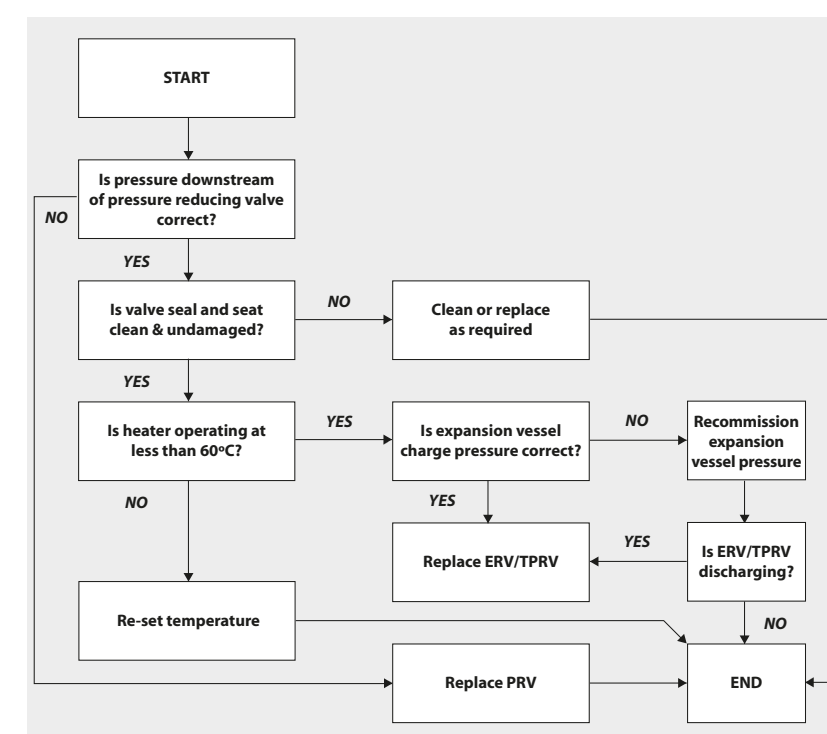 START
Is pressure downstream
of pressure reducing valve
correct?
NO
YES
Is valve seal and seat
clean & undamaged?
NO
Clean or replace
as required
YES
Is heater operating at
less than 60ºC?
YES
Is expansion vessel
charge pressure correct?
NO
Recommission
expansion
vessel pressure
NO
YES
Replace ERV/TPRV
YES
Is ERV/TPRV
discharging?
Re-set temperature
NO
Replace PRV
END